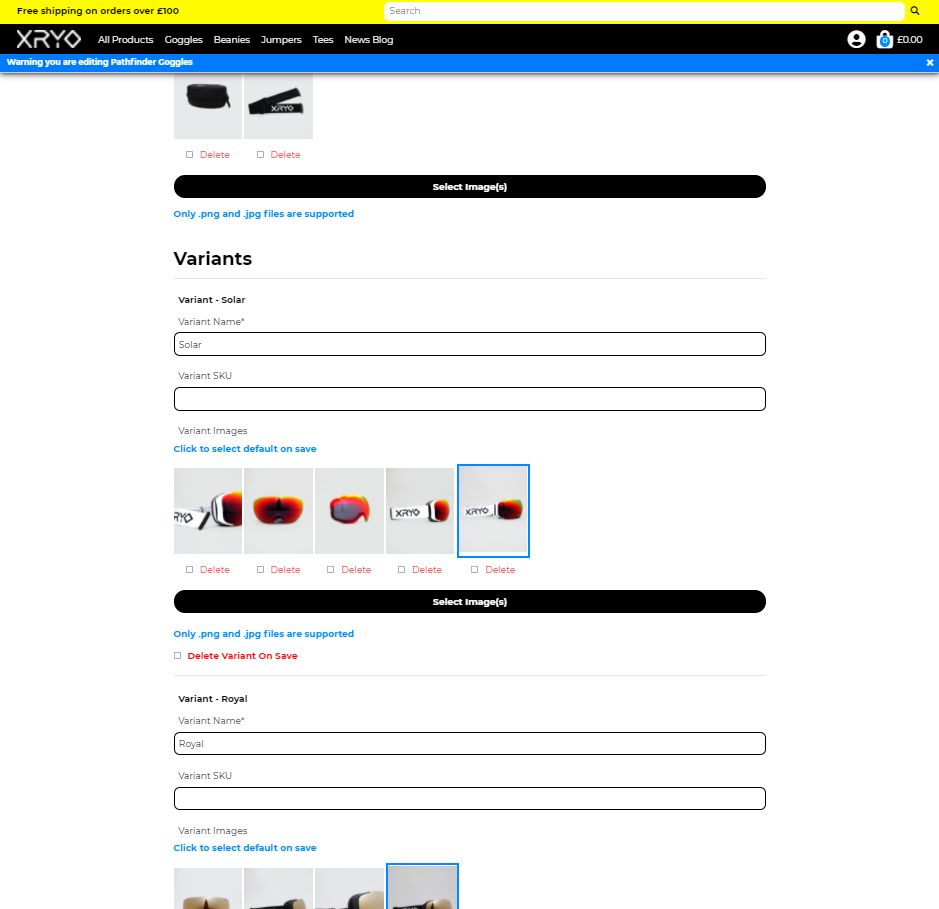 Free shipping on orders over £100
Search
XRYO
All Products Goggles Beanies Jumpers Tees News Blog
0 £0.00
Warning you are editing Pathfinder Goggles
×
XRYO
Delete Delete
Select Image(s)
Only .png and .jpg files are supported
Variants
Variant - Solar
Variant Name*
Solar
Variant SKU
Variant Images
Click to select default on save
RYO XRYO XRYO
Delete Delete Delete Delete Delete
Select Image(s)
Only .png and .jpg files are supported
Delete Variant On Save
Variant - Royal
Variant Name*
Royal
Variant SKU
Variant Images
Click to select default on save